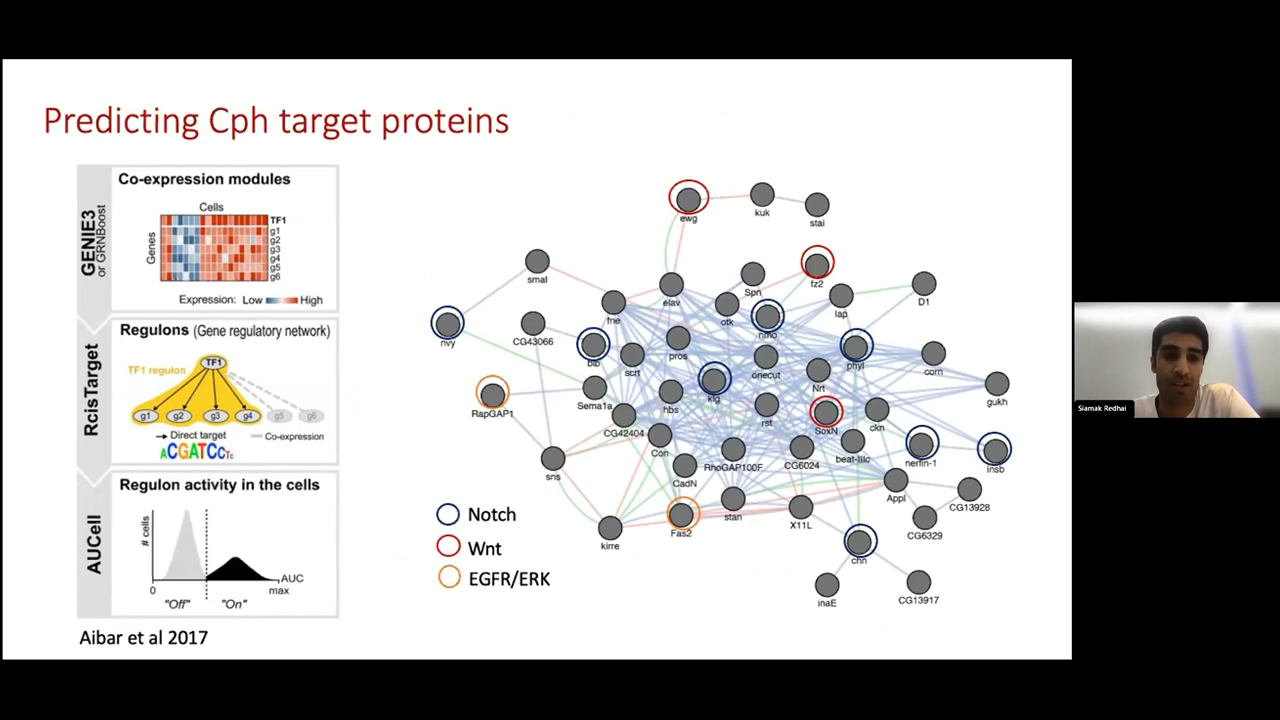 Predicting Cph target proteins
GENIE3
or GRNBoost
Co-expression modules
Cells
Genes
TF1
g1
g2
g3
g4
g5
g6
Expression: Low High
RcisTarget
Regulons (Gene regulatory network)
TF1 regulon
TF1
g1 g2 g3 g4 g5 g6
Direct target
Co-expression
ACGATCCTc
AUCell
Regulon activity in the cells
# cells
AUC
0
max
"Off" "On"
Aibar et al 2017
ewg
kuk
stai
smal
elav
Spn
fz2
D1
lap
otk
fne
nvy
CG43066
nmo
bib
scrt
pros
onecut
phyl
corn
Nrt
klg
gukh
RapGAP1
Sema1a
hbs
rst
SoxN
ckn
CG42404
Con
RhoGAP100F
CG6024
beat-IIIc
nerfin-1
insb
sns
CadN
Appl
CG13928
kirre
Fas2
stan
X11L
CG6329
chn
inaE
CG13917
Notch
Wnt
EGFR/ERK
Siamak Redhai